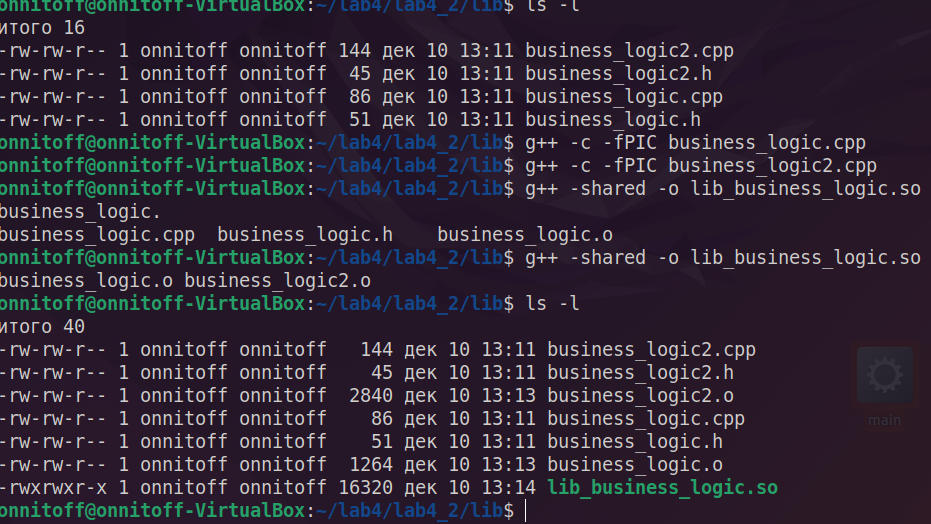 onnitoff@onnitoff-VirtualBox:~/lab4/lab4_2/lib$ ls -l
итого 16
-rw-rw-r-- 1 onnitoff onnitoff 144 дек 10 13:11 business_logic2.cpp
-rw-rw-r-- 1 onnitoff onnitoff  45 дек 10 13:11 business_logic2.h
-rw-rw-r-- 1 onnitoff onnitoff  86 дек 10 13:11 business_logic.cpp
-rw-rw-r-- 1 onnitoff onnitoff  51 дек 10 13:11 business_logic.h
onnitoff@onnitoff-VirtualBox:~/lab4/lab4_2/lib$ g++ -c -fPIC business_logic.cpp
onnitoff@onnitoff-VirtualBox:~/lab4/lab4_2/lib$ g++ -c -fPIC business_logic2.cpp
onnitoff@onnitoff-VirtualBox:~/lab4/lab4_2/lib$ g++ -shared -o lib_business_logic.so
business_logic.
business_logic.cpp  business_logic.h    business_logic.o
onnitoff@onnitoff-VirtualBox:~/lab4/lab4_2/lib$ g++ -shared -o lib_business_logic.so
business_logic.o business_logic2.o
onnitoff@onnitoff-VirtualBox:~/lab4/lab4_2/lib$ ls -l
итого 40
-rw-rw-r-- 1 onnitoff onnitoff   144 дек 10 13:11 business_logic2.cpp
-rw-rw-r-- 1 onnitoff onnitoff    45 дек 10 13:11 business_logic2.h
-rw-rw-r-- 1 onnitoff onnitoff  2840 дек 10 13:13 business_logic2.o
-rw-rw-r-- 1 onnitoff onnitoff    86 дек 10 13:11 business_logic.cpp
-rw-rw-r-- 1 onnitoff onnitoff    51 дек 10 13:11 business_logic.h
-rw-rw-r-- 1 onnitoff onnitoff  1264 дек 10 13:13 business_logic.o
-rwxrwxr-x 1 onnitoff onnitoff 16320 дек 10 13:14 lib_business_logic.so
onnitoff@onnitoff-VirtualBox:~/lab4/lab4_2/lib$
main